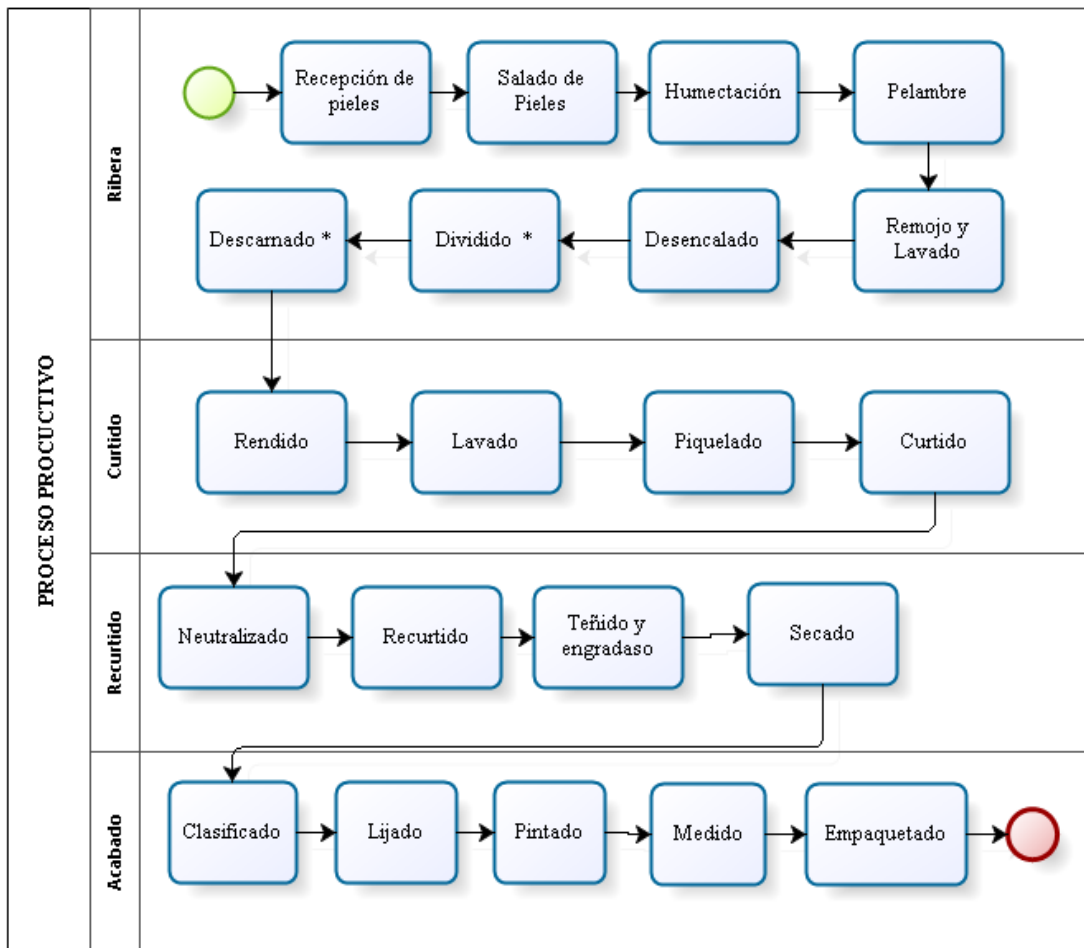 PROCESO PROCUCTIVO
Ribera
Recepción de
pieles
Salado de
Pieles
Humectación
Pelambre
Remojo y
Lavado
Desencalado
Dividido *
Descarnado *
Curtido
Rendido
Lavado
Piquelado
Curtido
Recurtido
Neutralizado
Recurtido
Teñido y
engradaso
Secado
Acabado
Clasificado
Lijado
Pintado
Medido
Empaquetado